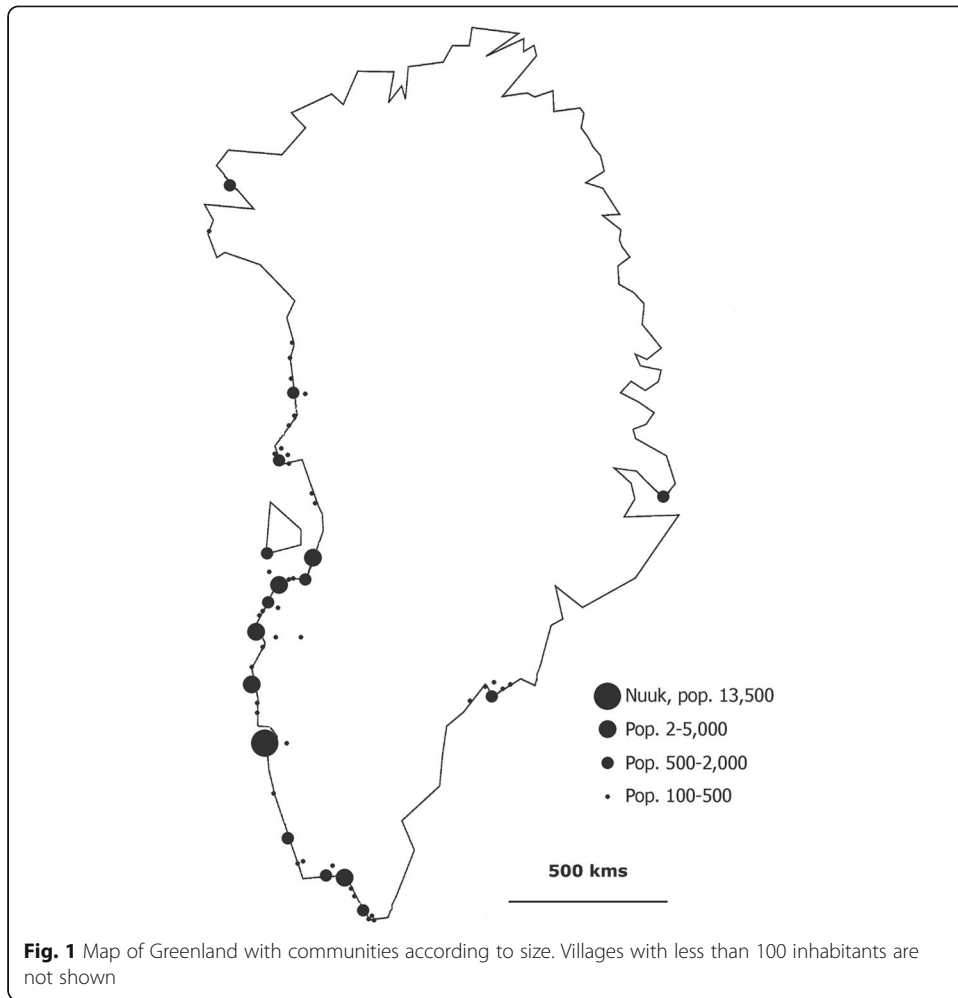 Nuuk, pop. 13,500
Pop. 2-5,000
Pop. 500-2,000
Pop. 100-500
500 kms
Fig. 1 Map of Greenland with communities according to size. Villages with less than 100 inhabitants are
not shown